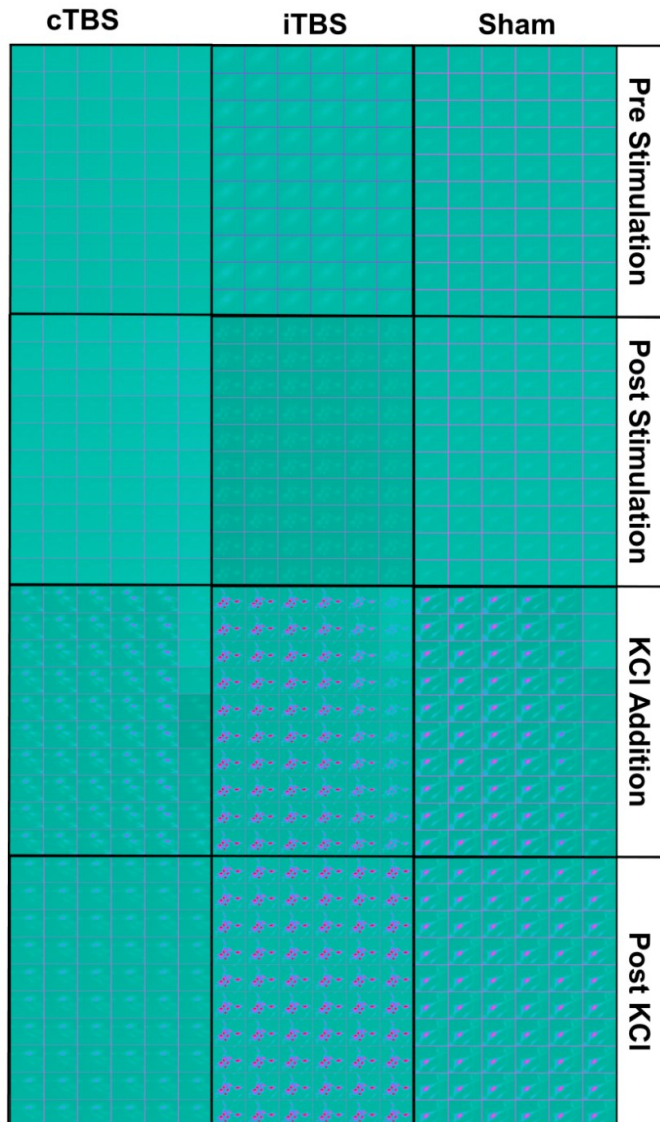 cTBS
iTBS
Sham
Pre Stimulation
Post Stimulation
KCl Addition
Post KCl